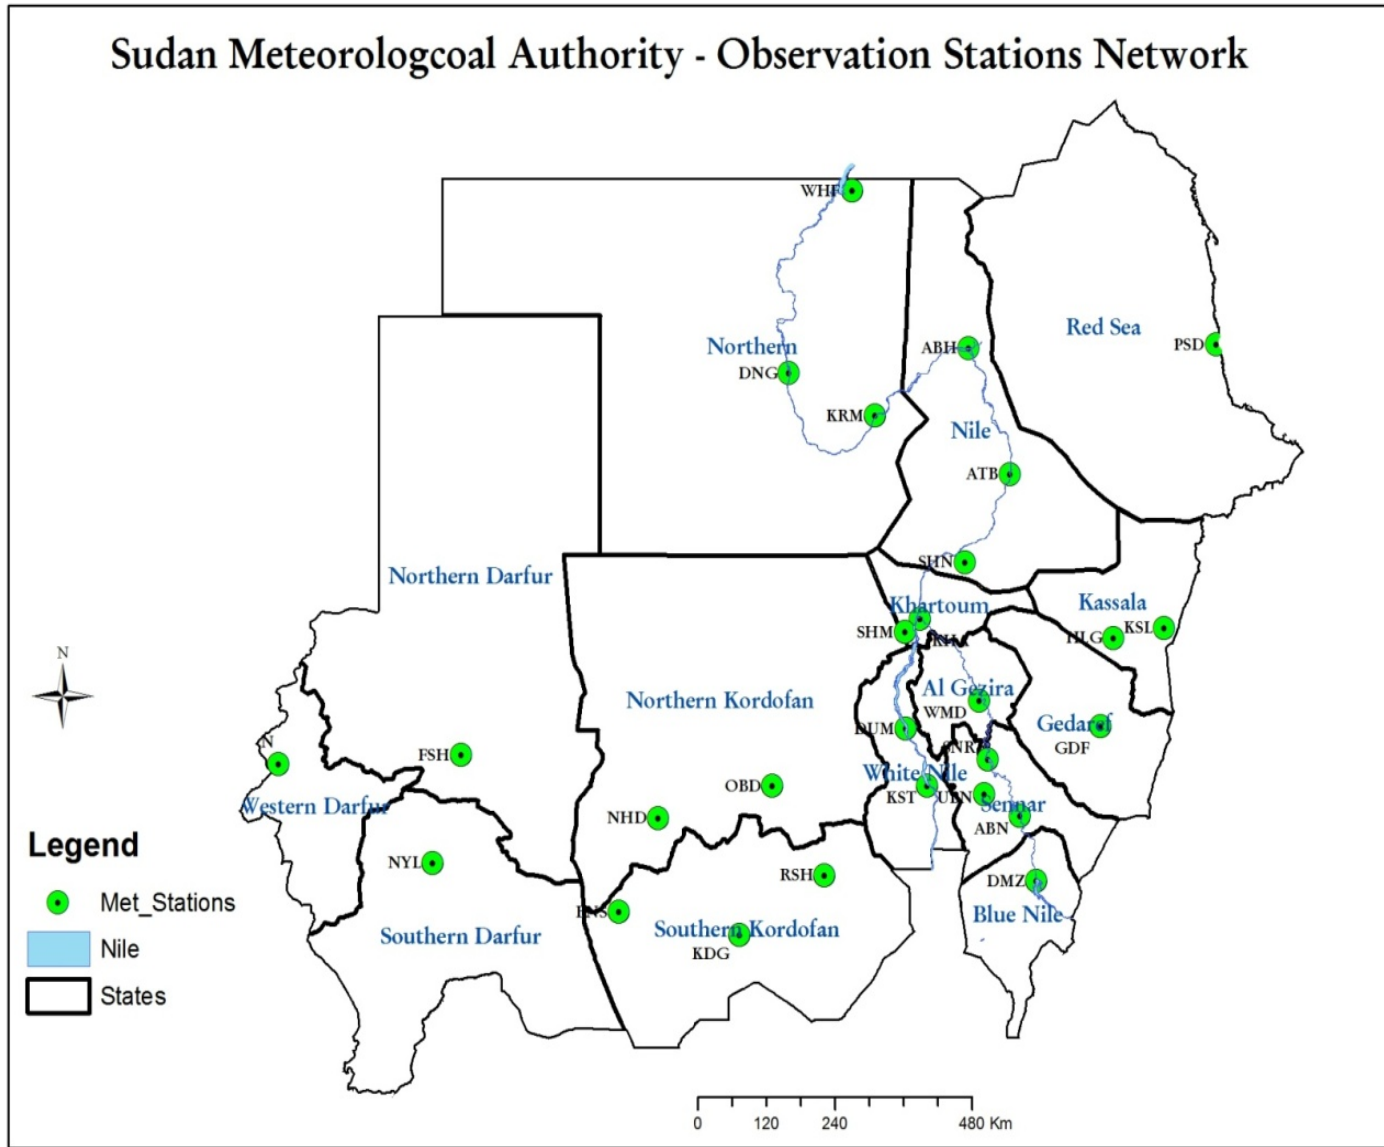 Sudan Meteorologcoal Authority - Observation Stations Network
WHF
Red Sea
PSD
Northern
DNG
ABH
KRM
Nile
ATB
SHN
Northern Darfur
Khartoum
Kassala
SHM
KHA
HLG
KSL
N
Northern Kordofan
Al Gezira
WMD
Gedaref
GDF
DUM
SNR
FSH
White Nile
KST
OBD
NHD
Sennar
ABN
Western Darfur
NYL
RSH
DMZ
Blue Nile
Southern Darfur
Southern Kordofan
KDG
N
Legend
Met_Stations
Nile
States
0 120 240 480 Km